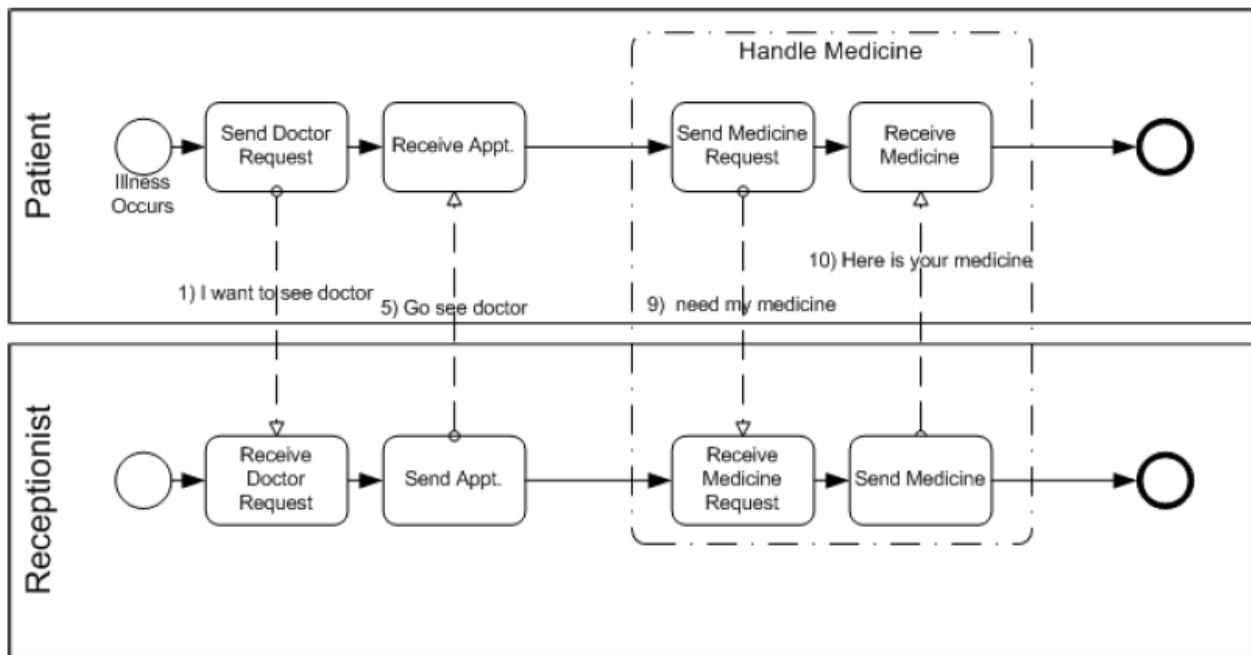 Handle Medicine
Patient
Illness
Occurs
Send Doctor
Request
Receive Appt.
Send Medicine
Request
Receive
Medicine
1) I want to see doctor
5) Go see doctor
9)  need my medicine
10) Here is your medicine
Receptionist
Receive
Doctor
Request
Send Appt.
Receive
Medicine
Request
Send Medicine